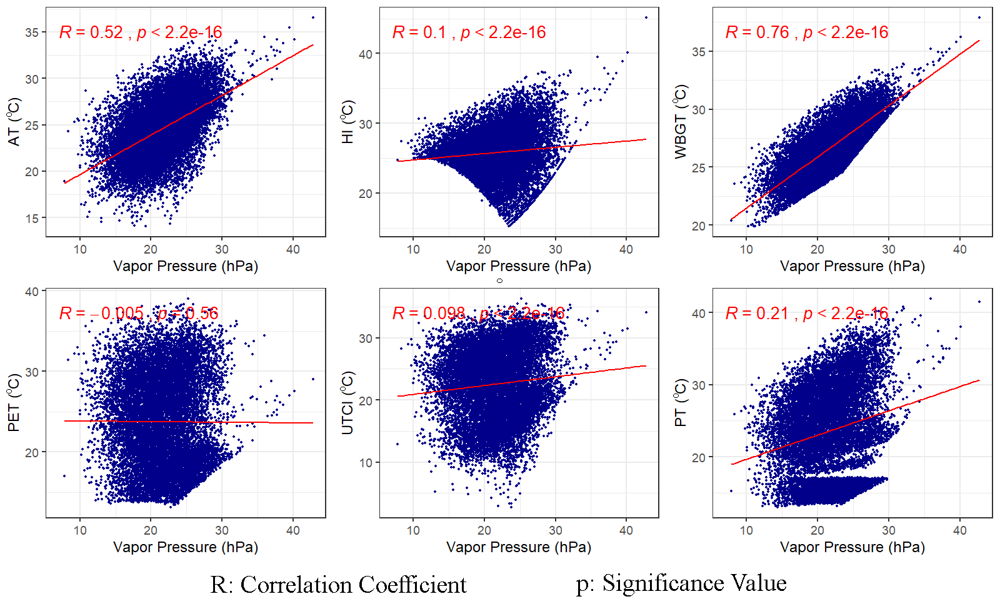 R = 0.52 , p < 2.2e-16
AT (°C)
35
30
25
20
15
10 20 30 40
Vapor Pressure (hPa)
R = 0.1 , p < 2.2e-16
HI (°C)
40
30
20
10 20 30 40
Vapor Pressure (hPa)
R = 0.76 , p < 2.2e-16
WBGT (°C)
35
30
25
20
10 20 30 40
Vapor Pressure (hPa)
R = −0.005 , p = 0.56
PET (°C)
40
30
20
10 20 30 40
Vapor Pressure (hPa)
R = 0.098 , p < 2.2e-16
UTCI (°C)
30
20
10
10 20 30 40
Vapor Pressure (hPa)
R = 0.21 , p < 2.2e-16
PT (°C)
40
30
20
10 20 30 40
Vapor Pressure (hPa)
R: Correlation Coefficient
p: Significance Value